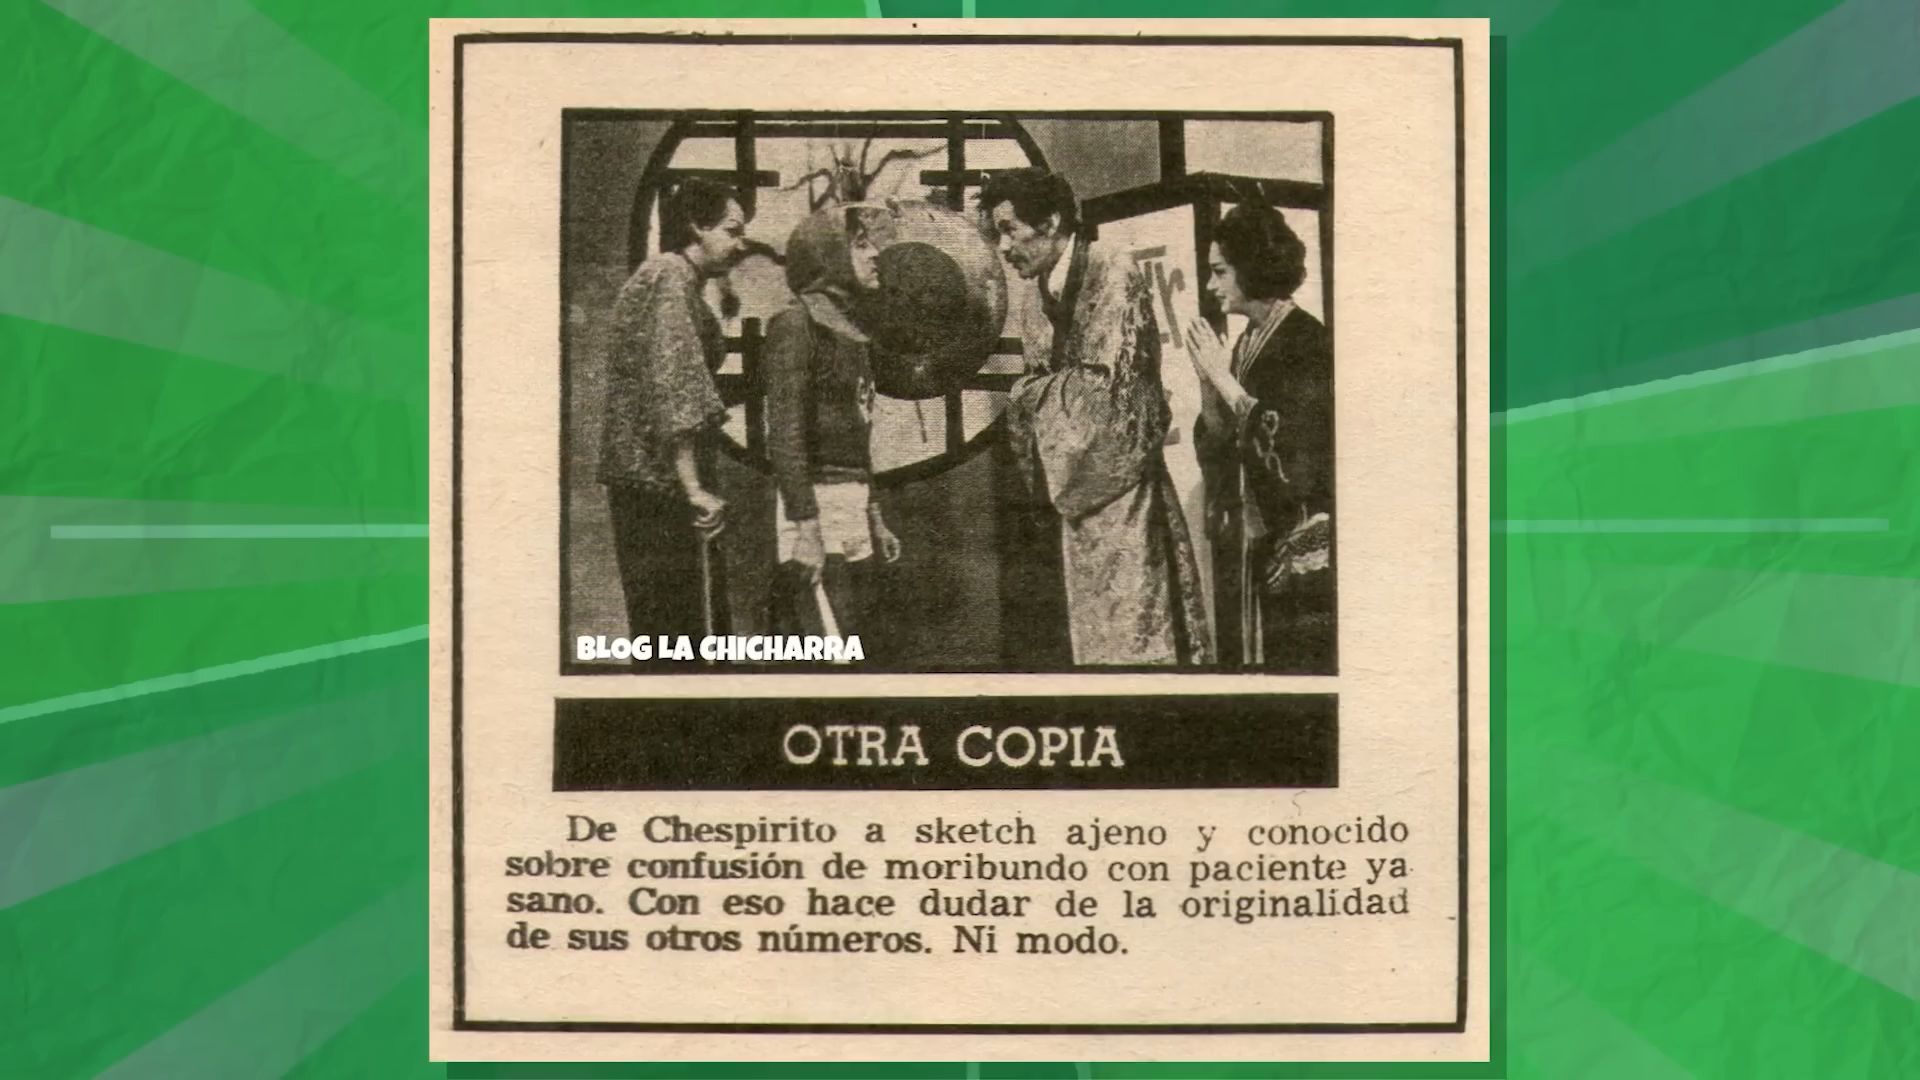 BLOG LA CHICHARRA
OTRA COPIA
De Chespirito a sketch ajeno y conocido
sobre confusión de moribundo con paciente ya
sano. Con eso hace dudar de la originalidad
de sus otros números. Ni modo.